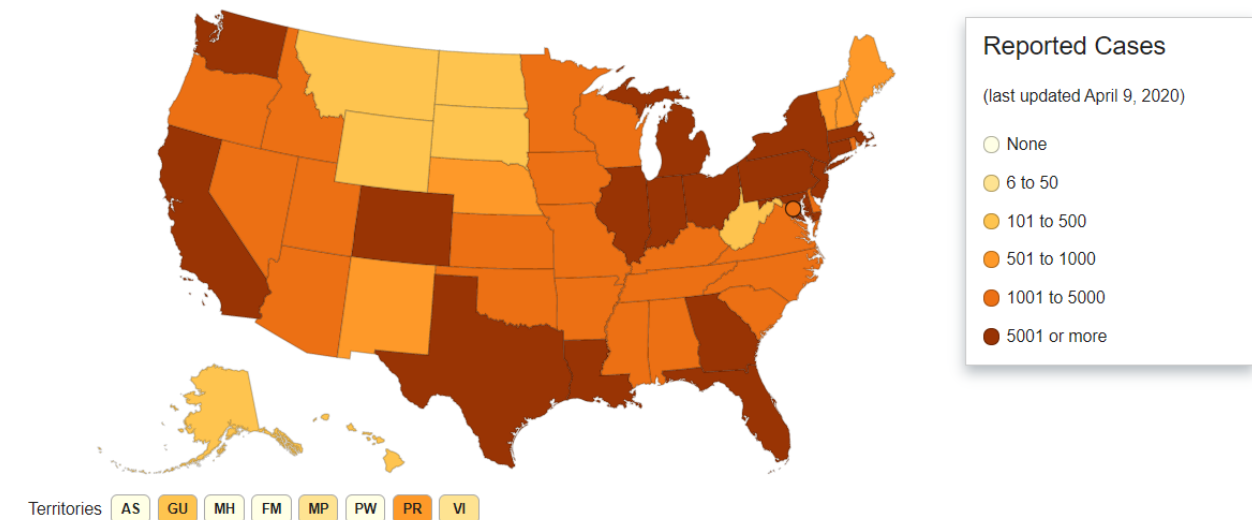 Reported Cases
(last updated April 9, 2020)
None
6 to 50
101 to 500
501 to 1000
1001 to 5000
5001 or more
Territories AS GU MH FM MP PW PR VI